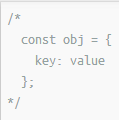 /*
  const obj = {
    key: value
  };
*/